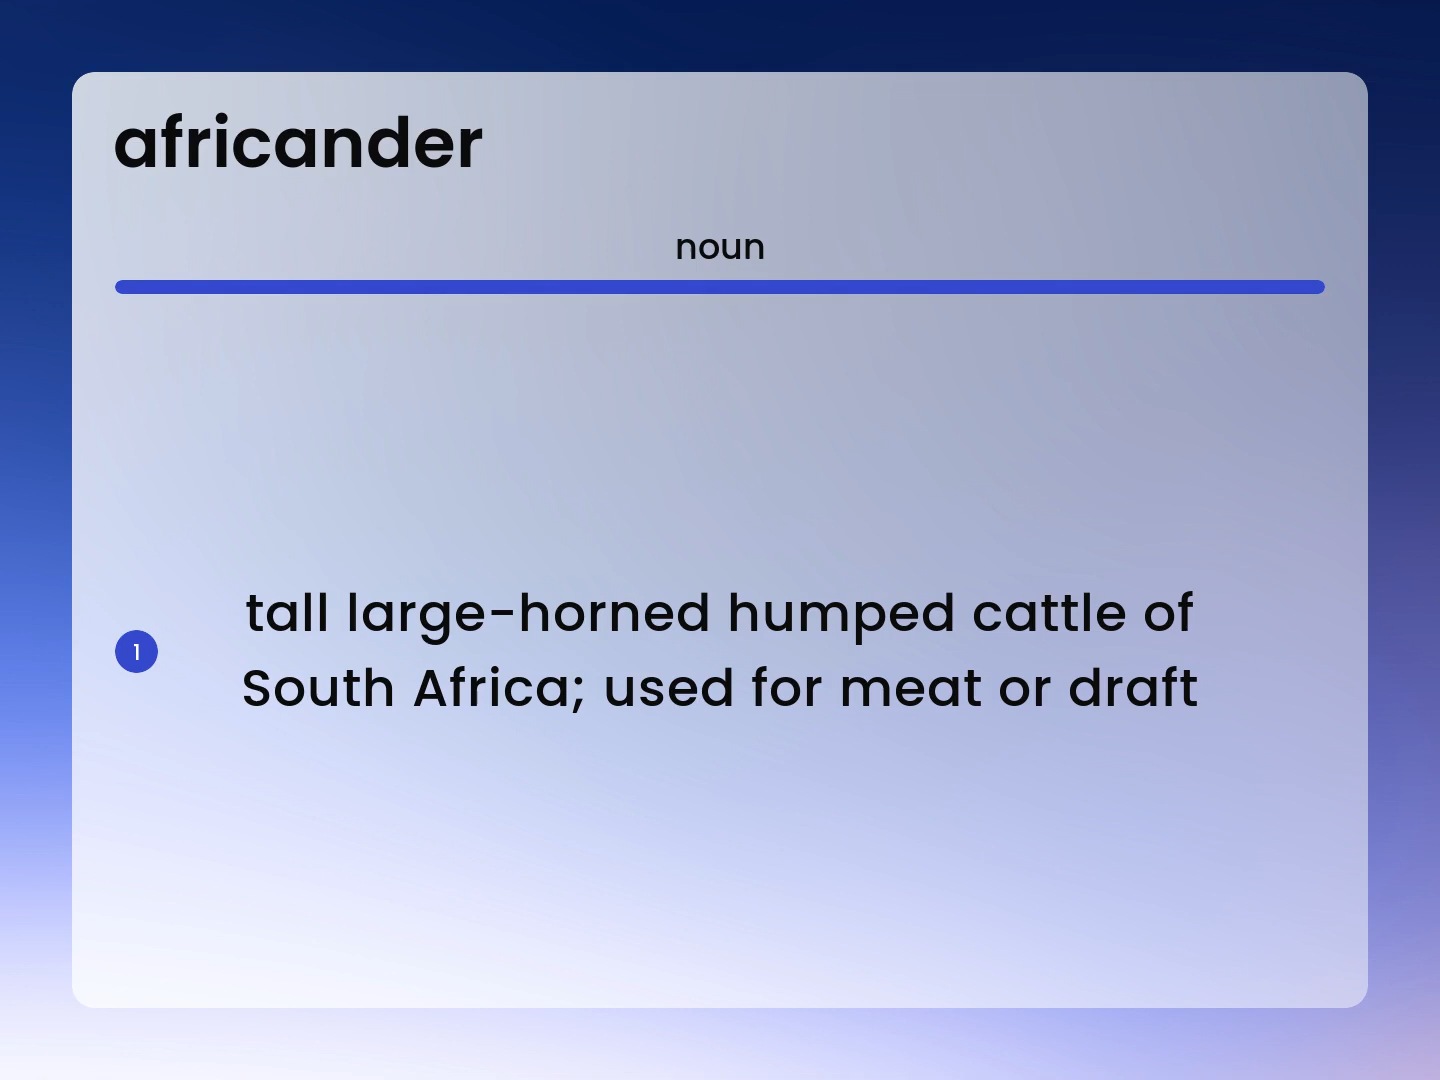 africander
noun
1
tall large-horned humped cattle of
South Africa; used for meat or draft